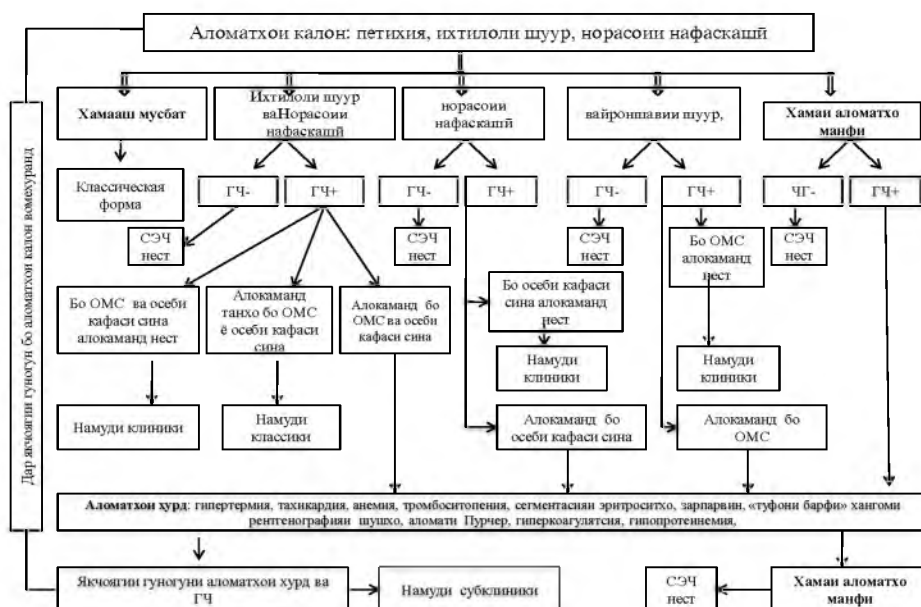 Аломатхои калон: петихия, ихтилоли шуур, норасоии нафаскашӣ
Дар якчоягии гуногун бо аломатхои калон вомехуранд
Хамааш мусбат
Ихтилоли шуур
ваНорасоии
нафаскашӣ
норасоии
нафаскашӣ
вайроншавии шуур,
Хамаи аломатхо
манфи
Классическая
форма
ГЧ-
ГЧ+
ГЧ-
ГЧ+
ГЧ-
ГЧ+
ЧГ-
ГЧ+
СЭЧ
нест
СЭЧ
нест
СЭЧ
нест
Бо ОМС
алокаманд
нест
СЭЧ
нест
Бо ОМС ва осеби
кафаси сина
алокаманд нест
Алокаманд
танхо бо ОМС
ё осеби кафаси
сина
Алокаманд бо
ОМС ва осеби
кафаси сина
Бо осеби кафаси
сина алокаманд
нест
Намуди
клиники
Намуди
клиники
Намуди клиники
Намуди
классики
Алокаманд бо
осеби кафаси сина
Алокаманд бо
ОМС
Аломатхои хурд: гипертермия, тахикардия, анемия, тромбоситопения, сегментасияи эритроситхо, зарпарвин, «туфони барфи» хангоми
рентгенографияи шушхо, аломати Пурчер, гиперкоагулятсия, гипопротеинемия,
Якчоягии гуногуни аломатхои хурд ва
ГЧ
Намуди субклиники
СЭЧ
нест
Хамаи аломатхо
манфи